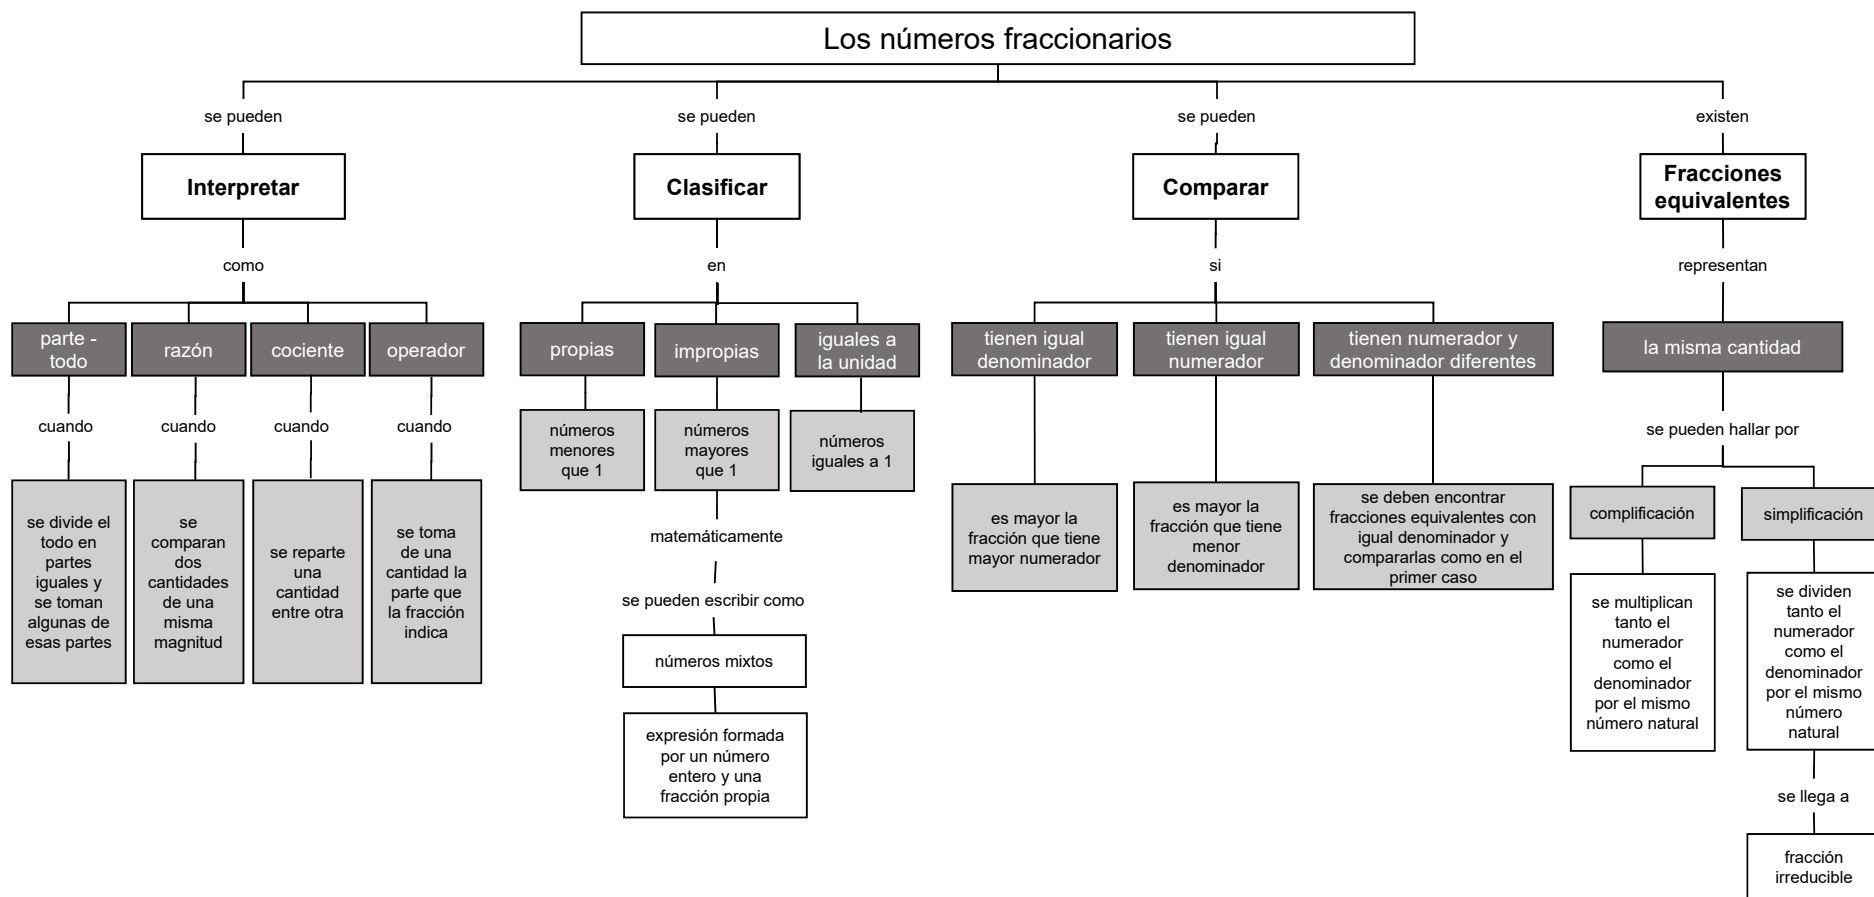 Los números fraccionarios
se pueden
Interpretar
como
parte -
todo
cuando
se divide el
todo en
partes
iguales y
se toman
algunas de
esas partes
razón
cuando
se
comparan
dos
cantidades
de una
misma
magnitud
cociente
cuando
se reparte
una
cantidad
entre otra
operador
cuando
se toma
de una
cantidad la
parte que
la fracción
indica
se pueden
Clasificar
en
propias
números
menores
que 1
impropias
números
mayores
que 1
matemáticamente
se pueden escribir como
números mixtos
expresión formada
por un número
entero y una
fracción propia
iguales a
la unidad
números
iguales a 1
se pueden
Comparar
si
tienen igual
denominador
es mayor la
fracción que tiene
mayor numerador
tienen igual
numerador
es mayor la
fracción que tiene
menor
denominador
tienen numerador y
denominador diferentes
se deben encontrar
fracciones equivalentes con
igual denominador y
compararlas como en el
primer caso
existen
Fracciones
equivalentes
representan
la misma cantidad
se pueden hallar por
complificación
se multiplican
tanto el
numerador
como el
denominador
por el mismo
número natural
simplificación
se dividen
tanto el
numerador
como el
denominador
por el mismo
número
natural
se llega a
fracción
irreducible